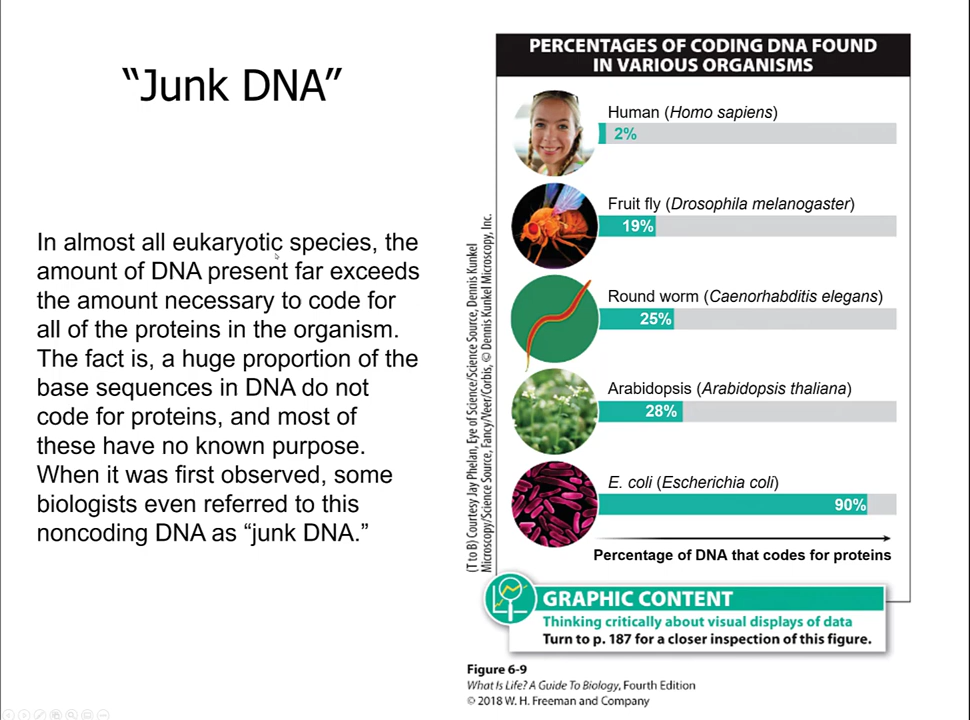 “Junk DNA”
In almost all eukaryotic species, the
amount of DNA present far exceeds
the amount necessary to code for
all of the proteins in the organism.
The fact is, a huge proportion of the
base sequences in DNA do not
code for proteins, and most of
these have no known purpose.
When it was first observed, some
biologists even referred to this
noncoding DNA as “junk DNA.”
PERCENTAGES OF CODING DNA FOUND
IN VARIOUS ORGANISMS
Human (Homo sapiens)
2%
Fruit fly (Drosophila melanogaster)
19%
Round worm (Caenorhabditis elegans)
25%
Arabidopsis (Arabidopsis thaliana)
28%
E. coli (Escherichia coli)
90%
Percentage of DNA that codes for proteins
(T to B) Courtesy Jay Phelan, Eye of Science/Science Source, Dennis Kunkel
Microscopy/Science Source, Fancy/Veer/Corbis, © Dennis Kunkel Microscopy, Inc.
GRAPHIC CONTENT
Thinking critically about visual displays of data
Turn to p. 187 for a closer inspection of this figure.
Figure 6-9
What Is Life? A Guide To Biology, Fourth Edition
© 2018 W. H. Freeman and Company